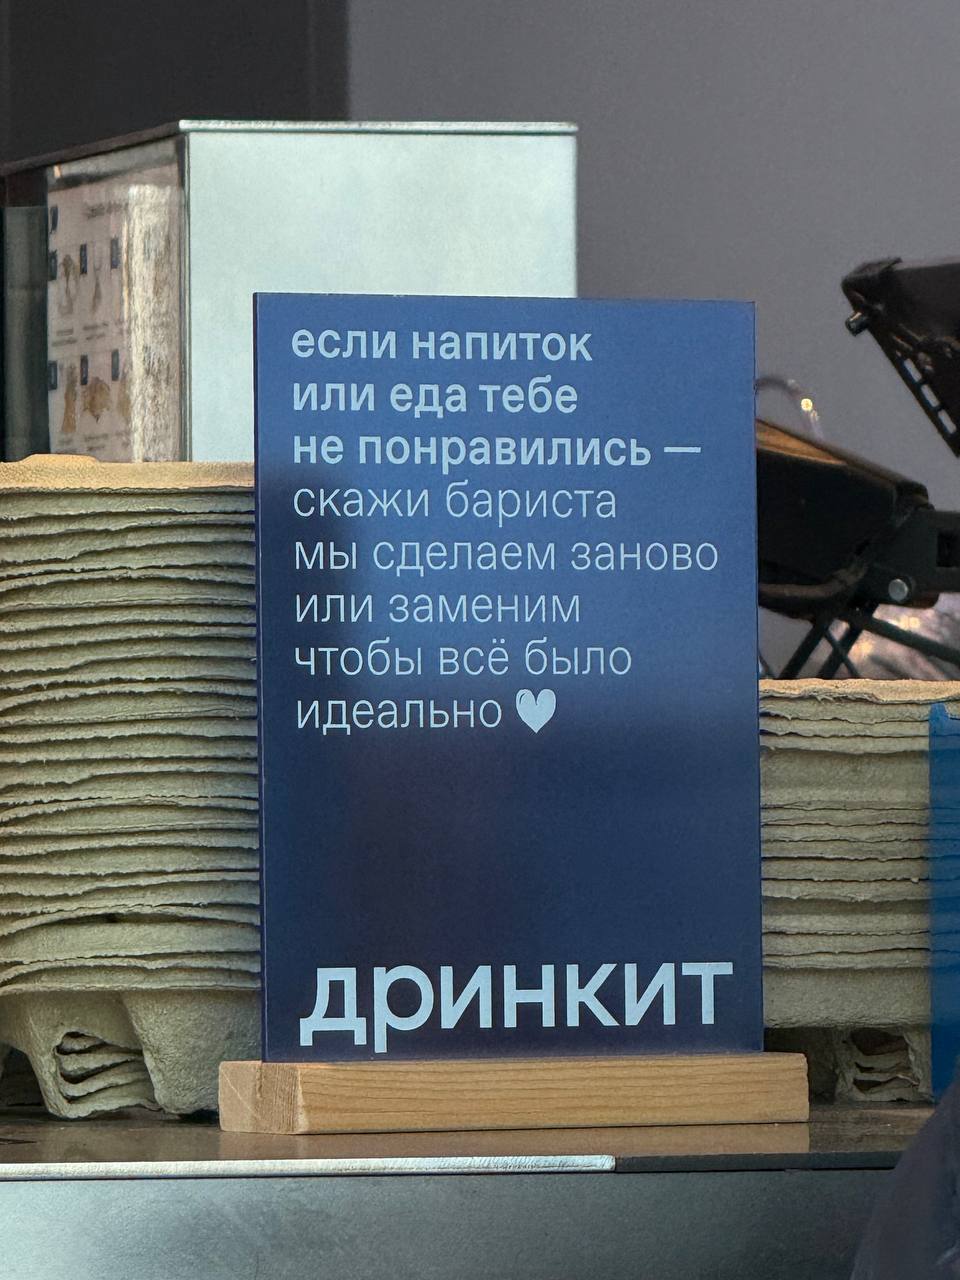 если напиток
или еда тебе
не понравились —
скажи бариста
мы сделаем заново
или заменим
чтобы всё было
идеально 🤍
дринкит